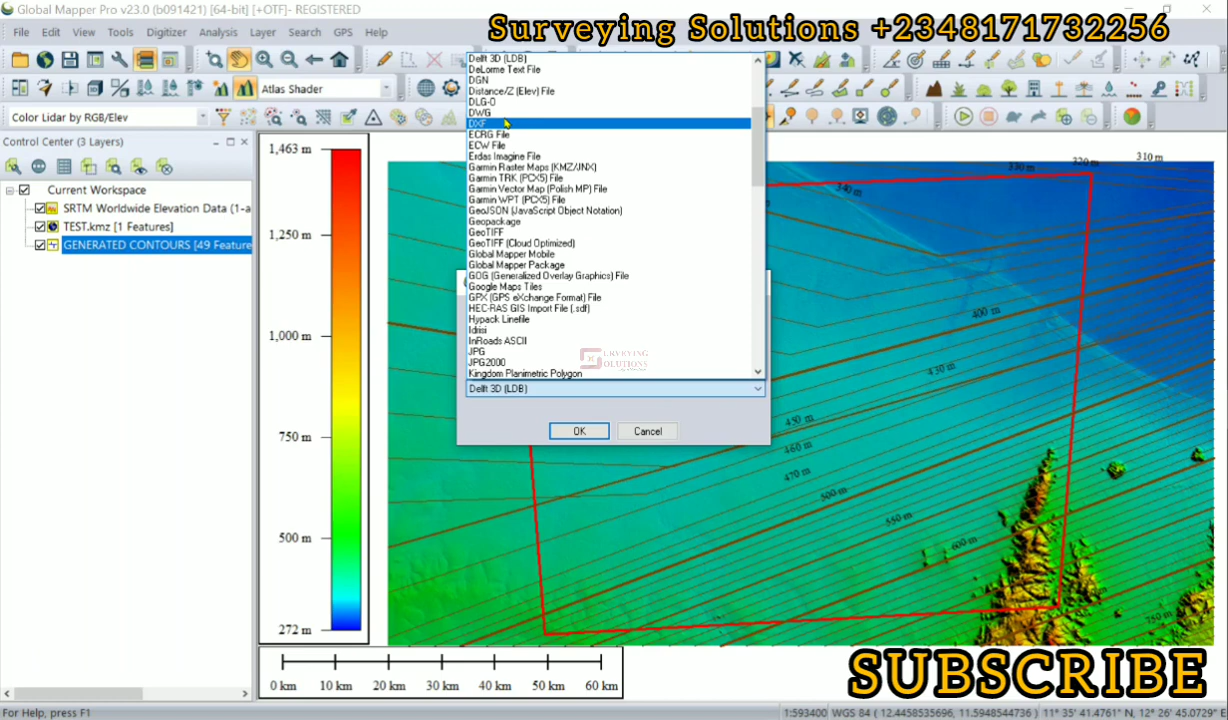 Global Mapper Pro v23.0 (b091421) [64-bit] [+OTF]- REGISTERED
Surveying Solutions +2348171732256
File Edit View Tools Digitizer Analysis Layer Search GPS Help
Atlas Shader
Color Lidar by RGB/Elev
Control Center (3 Layers)
Current Workspace
SRTM Worldwide Elevation Data (1-a
TEST.kmz [1 Features]
GENERATED CONTOURS [49 Feature
1,463 m
1,250 m
1,000 m
750 m
500 m
272 m
Delft 3D (LDB)
DeLorme Text File
DGN
Distance/Z (Elev) File
DLG-O
DWG
DXF
ECRG File
ECW File
Erdas Imagine File
Garmin Raster Maps (KMZ/JNX)
Garmin TRK (PCX5) File
Garmin Vector Map (Polish MP) File
Garmin WPT (PCX5) File
GeoJSON (JavaScript Object Notation)
Geopackage
GeoTIFF
GeoTIFF (Cloud Optimized)
Global Mapper Mobile
Global Mapper Package
GOG (Generalized Overlay Graphics) File
Google Maps Tiles
GPX (GPS eXchange Format) File
HEC-RAS GIS Import File (.sdf)
Hypack Linefile
Idrisi
InRoads ASCII
JPG
JPG2000
Kingdom Planimetric Polygon
Delft 3D (LDB)
OK Cancel
SURVEYING
SOLUTIONS
310 m
320 m
330 m
340 m
400 m
430 m
450 m
460 m
470 m
500 m
550 m
600 m
750 m
0 km 10 km 20 km 30 km 40 km 50 km 60 km
SUBSCRIBE
For Help, press F1
1:593400 WGS 84 ( 12.4458535696, 11.5948544736 ) 11° 35' 41.4761" N, 12° 26' 45.0729" E